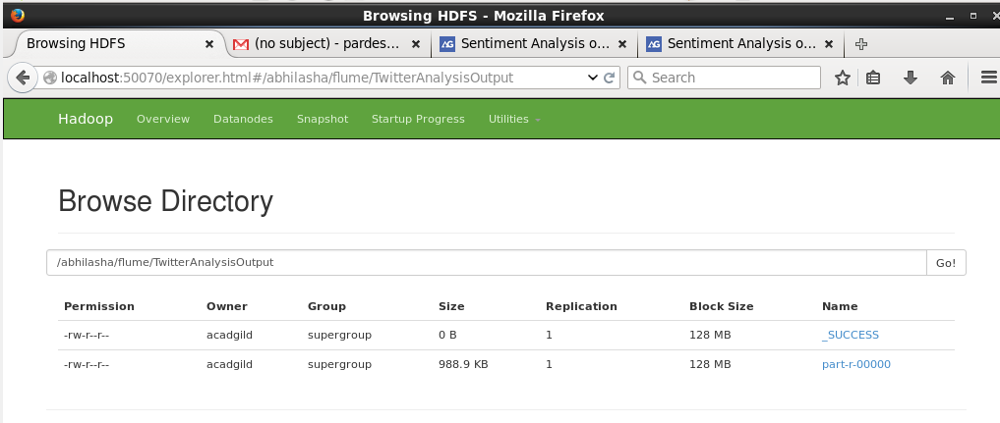 Browsing HDFS - Mozilla Firefox
Browsing HDFS × (no subject) - pardes... × Sentiment Analysis o... × Sentiment Analysis o... ×
localhost:50070/explorer.html#/abhilasha/flume/TwitterAnalysisOutput Search
Hadoop Overview Datanodes Snapshot Startup Progress Utilities
Browse Directory
/abhilasha/flume/TwitterAnalysisOutput Go!
Permission Owner Group Size Replication Block Size Name
-rw-r--r-- acadgild supergroup 0 B 1 128 MB _SUCCESS
-rw-r--r-- acadgild supergroup 988.9 KB 1 128 MB part-r-00000